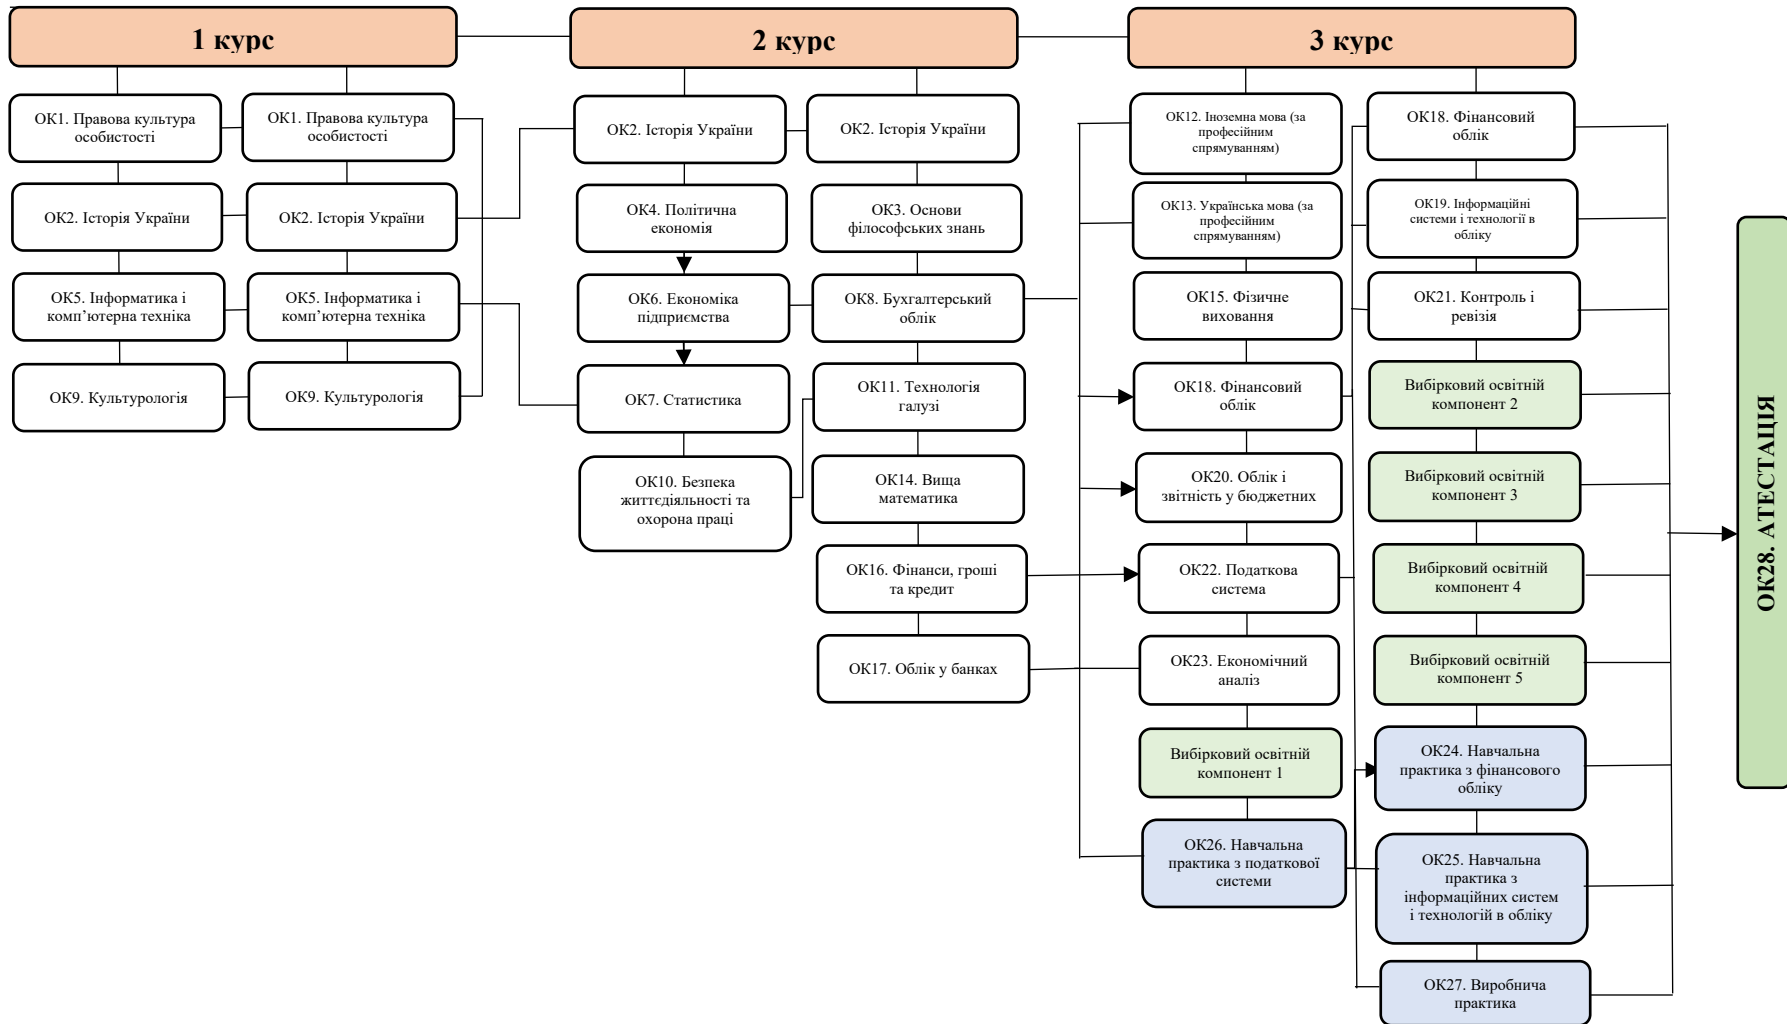 1 курс
2 курс
3 курс
ОК1. Правова культура
особистості
ОК2. Історія України
ОК5. Інформатика і
комп’ютерна техніка
ОК9. Культурологія
ОК1. Правова культура
особистості
ОК2. Історія України
ОК5. Інформатика і
комп’ютерна техніка
ОК9. Культурологія
ОК2. Історія України
ОК4. Політична
економія
ОК6. Економіка
підприємства
ОК7. Статистика
ОК10. Безпека
життєдіяльності та
охорона праці
ОК2. Історія України
ОК3. Основи
філософських знань
ОК8. Бухгалтерський
облік
ОК11. Технологія
галузі
ОК14. Вища
математика
ОК16. Фінанси, гроші
та кредит
ОК17. Облік у банках
ОК12. Іноземна мова (за
професійним
спрямуванням)
ОК13. Українська мова (за
професійним
спрямуванням)
ОК15. Фізичне
виховання
ОК18. Фінансовий
облік
ОК20. Облік і
звітність у бюджетних
ОК22. Податкова
система
ОК23. Економічний
аналіз
Вибірковий освітній
компонент 1
ОК26. Навчальна
практика з податкової
системи
ОК18. Фінансовий
облік
ОК19. Інформаційні
системи і технології в
обліку
ОК21. Контроль і
ревізія
Вибірковий освітній
компонент 2
Вибірковий освітній
компонент 3
Вибірковий освітній
компонент 4
Вибірковий освітній
компонент 5
ОК24. Навчальна
практика з фінансового
обліку
ОК25. Навчальна
практика з
інформаційних систем
і технологій в обліку
ОК27. Виробнича
практика
ОК28. АТЕСТАЦІЯ